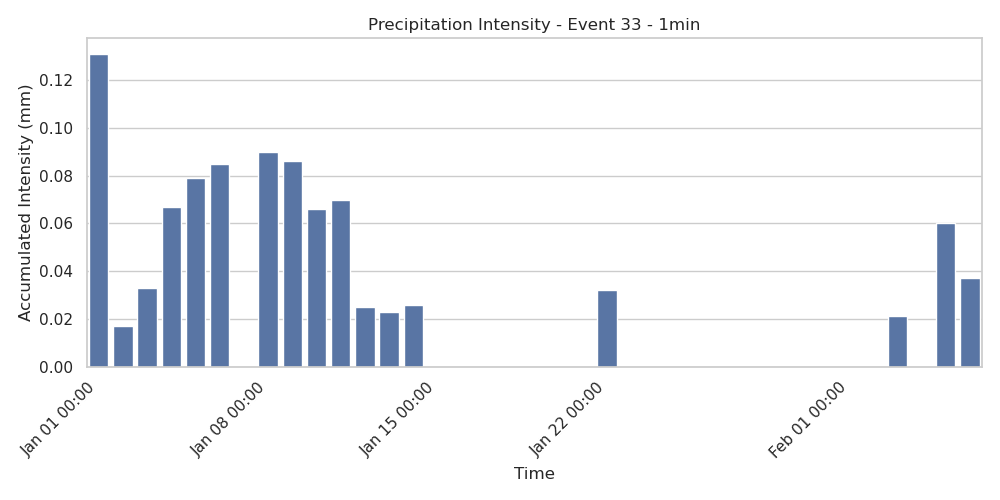 Precipitation Intensity - Event 33 - 1min
Accumulated Intensity (mm)
0.12
0.10
0.08
0.06
0.04
0.02
0.00
Jan 01 00:00
Jan 08 00:00
Jan 15 00:00
Jan 22 00:00
Feb 01 00:00
Time